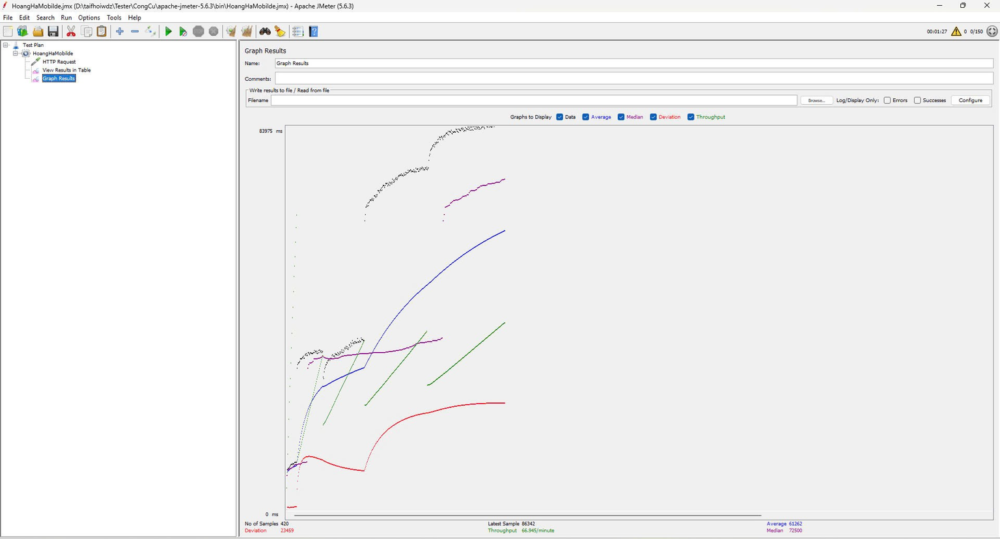 HoangHaMobilde.jmx (D:\taifhoiwdz\Tester\CongCu\apache-jmeter-5.6.3\bin\HoangHaMobilde.jmx) - Apache JMeter (5.6.3)
File Edit Search Run Options Tools Help
00:01:27 0 0/150
Test Plan
HoangHaMobilde
HTTP Request
View Results in Table
Graph Results
Graph Results
Name: Graph Results
Comments:
Write results to file / Read from file
Filename Browse... Log/Display Only: Errors Successes Configure
Graphs to Display Data Average Median Deviation Throughput
83975 ms
0 ms
No of Samples 420 Latest Sample 86342 Average 61262
Deviation 23459 Throughput 66.945/minute Median 72500